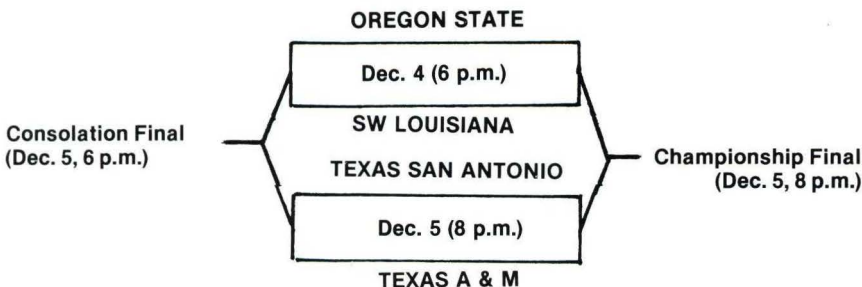 OREGON STATE
Dec. 4 (6 p.m.)
SW LOUISIANA
Consolation Final
(Dec. 5, 6 p.m.)
TEXAS SAN ANTONIO
Championship Final
(Dec. 5, 8 p.m.)
Dec. 5 (8 p.m.)
TEXAS A & M